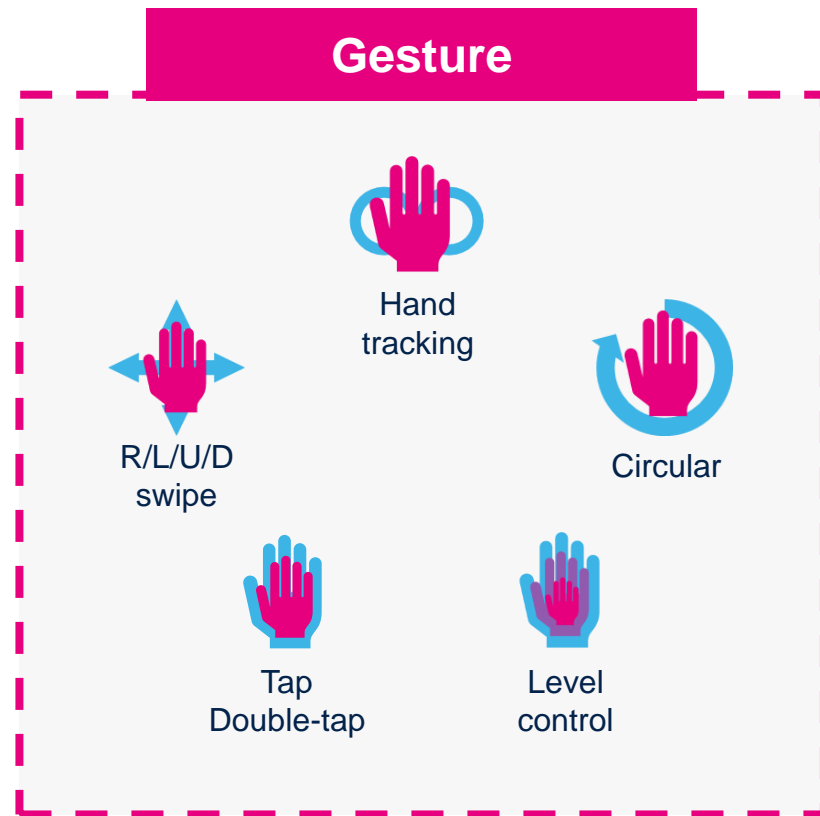 Gesture
Hand
tracking
R/L/U/D
swipe
Circular
Tap
Double-tap
Level
control